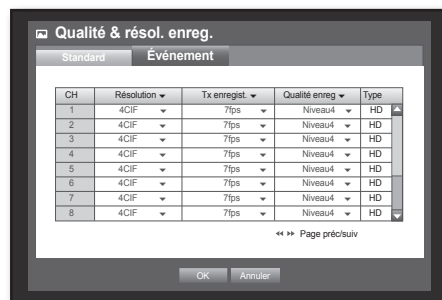 Qualité & résol. enreg.
Standard Événement
CH Résolution Tx enregist. Qualité enreg Type
1 4CIF 7fps Niveau4 HD
2 4CIF 7fps Niveau4 HD
3 4CIF 7fps Niveau4 HD
4 4CIF 7fps Niveau4 HD
5 4CIF 7fps Niveau4 HD
6 4CIF 7fps Niveau4 HD
7 4CIF 7fps Niveau4 HD
8 4CIF 7fps Niveau4 HD
Page préc/suiv
OK Annuler